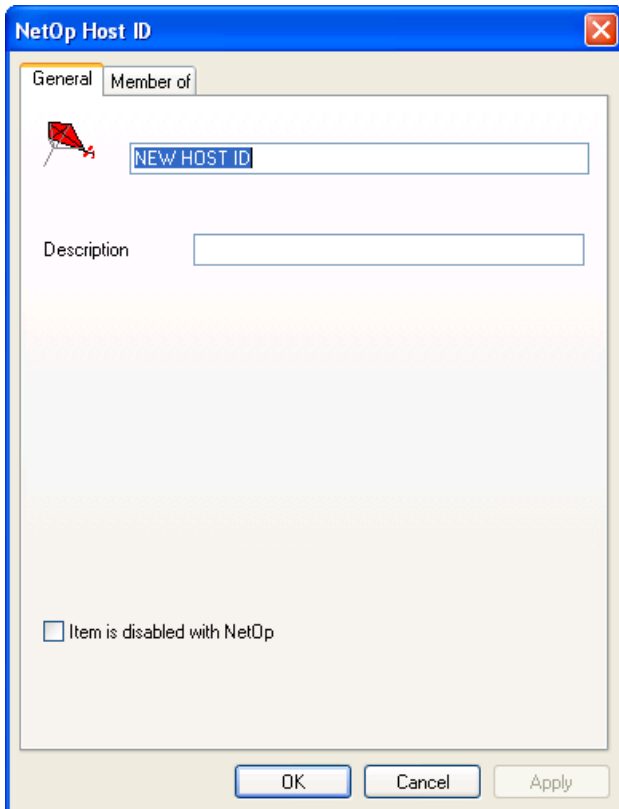 NetOp Host ID
General
Member of
NEW HOST ID
Description
Item is disabled with NetOp
OK
Cancel
Apply